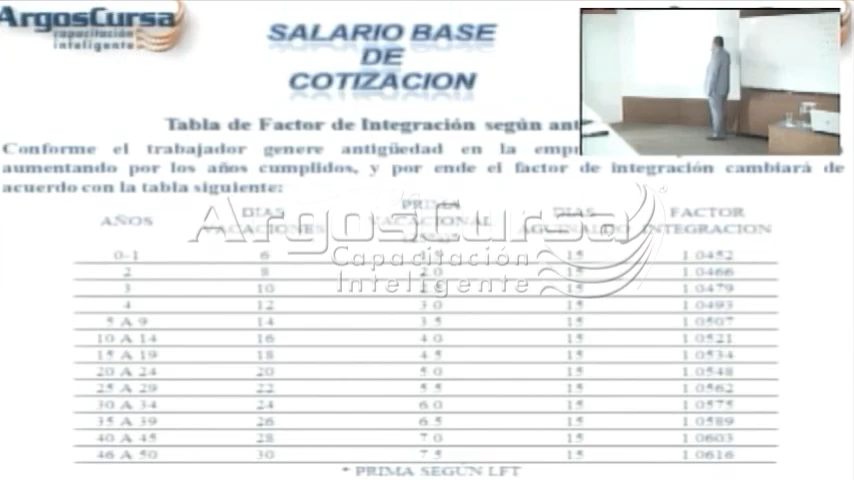 ArgosCursa
capacitación
inteligente
SALARIO BASE
DE
COTIZACION
Tabla de Factor de Integración según
Conforme el trabajador genere antigüedad en la
aumentando por los años cumplidos, y por ende el factor de integración cambiará de
acuerdo con la tabla siguiente:
AÑOS DIAS VACACIONES PRIMA VACACIONAL DIAS AGUINALDO FACTOR INTEGRACION
ArgosCursa
Capacitación
Inteligente
0-1 6 15 1.0452
2 8 2.0 15 1.0466
3 10 15 1.0479
4 12 3.0 15 1.0493
5 A 9 14 3.5 15 1.0507
10 A 14 16 4.0 15 1.0521
15 A 19 18 4.5 15 1.0534
20 A 24 20 5.0 15 1.0548
25 A 29 22 5.5 15 1.0562
30 A 34 24 6.0 15 1.0575
35 A 39 26 6.5 15 1.0589
40 A 45 28 7.0 15 1.0603
46 A 50 30 7.5 15 1.0616
* PRIMA SEGÚN LFT